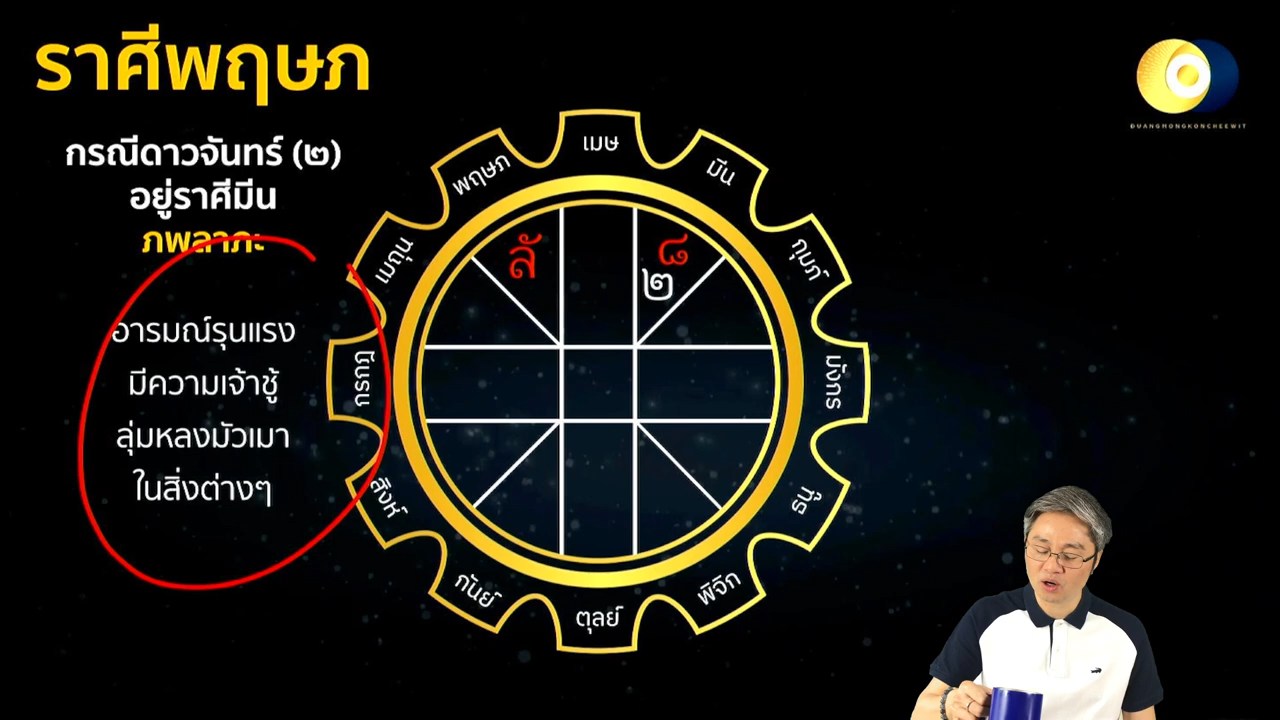 ราศีพฤษภ
กรณีดาวจันทร์ (๒)
อยู่ราศีมีน
ภพลาภะ
อารมณ์รุนแรง
มีความเจ้าชู้
ลุ่มหลงมัวเมา
ในสิ่งต่างๆ
เมษ
พฤษภ
มีน
เมถุน
กุมภ์
ลั
๘
๒
กรกฎ
มังกร
สิงห์
ธนู
กันย์
พิจิก
ตุลย์
DUANGHONGKONCHEEWIT